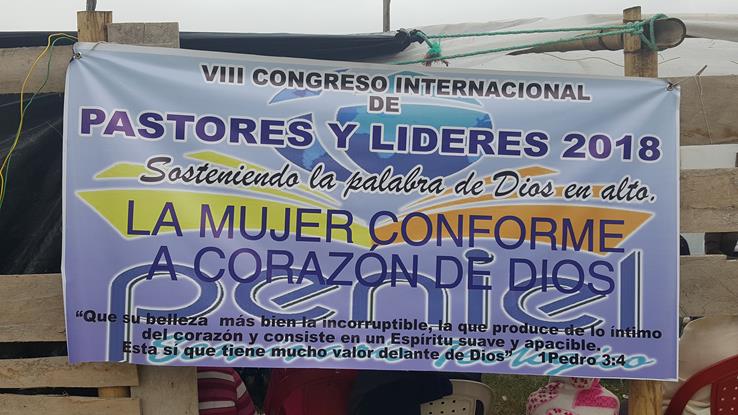 VIII CONGRESO INTERNACIONAL
DE
PASTORES Y LIDERES 2018
Sosteniendo la palabra de Dios en alto.
LA MUJER CONFORME
A CORAZÓN DE DIOS
peniel
“Que su belleza más bien la incorruptible, la que produce de lo íntimo
del corazón y consiste en un Espíritu suave y apacible.
Esta sí que tiene mucho valor delante de Dios” 1Pedro 3:4